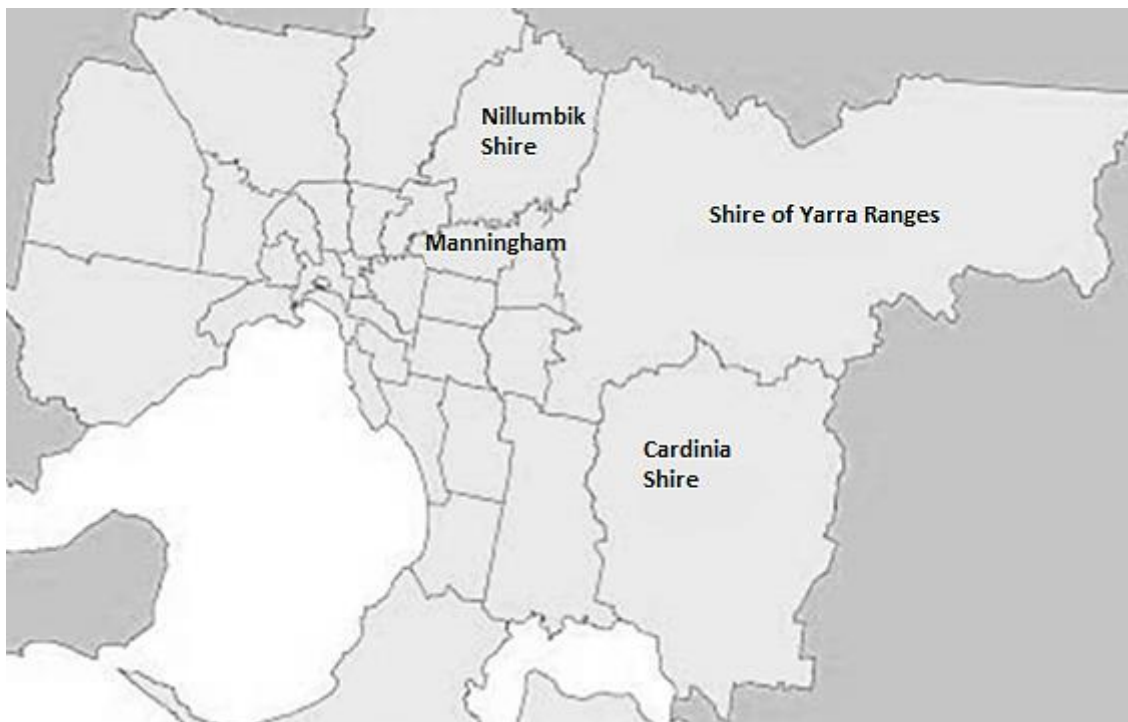 Nillumbik
Shire
Shire of Yarra Ranges
Manningham
Cardinia
Shire